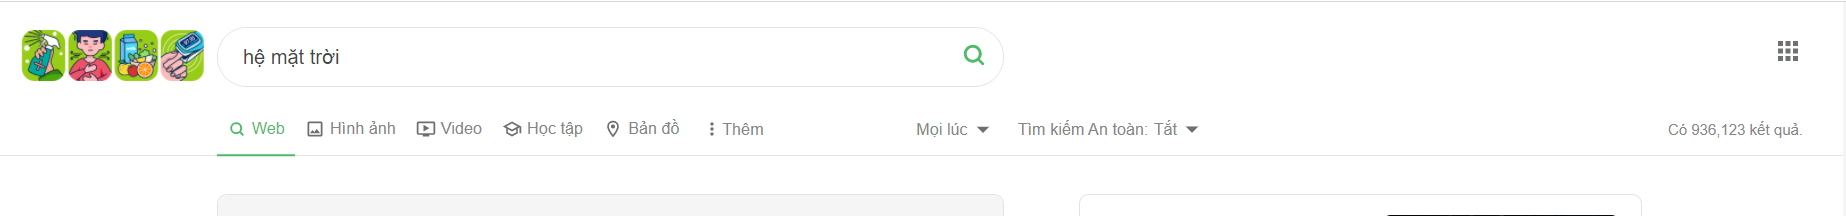 hệ mặt trời
Web Hình ảnh Video Học tập Bản đồ Thêm Mọi lúc Tìm kiếm An toàn: Tắt Có 936,123 kết quả.